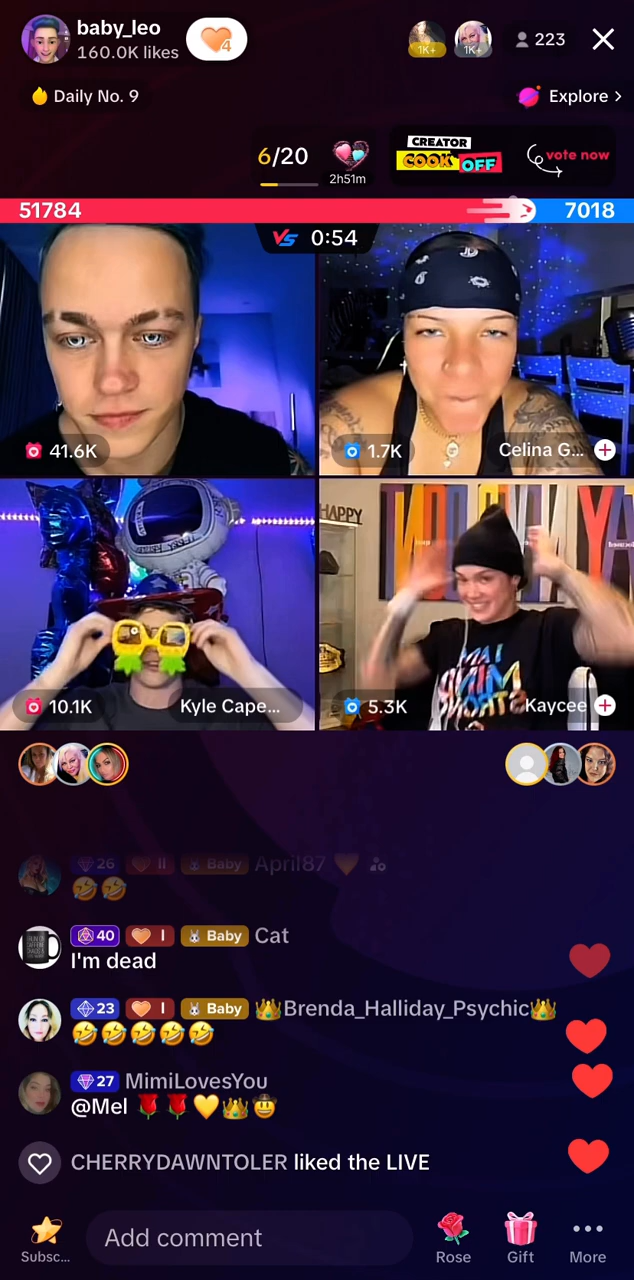 baby_leo
160.0K likes
4
1K+
1K+
223
Daily No. 9
Explore >
6/20
2h51m
CREATOR
COOK OFF
vote now
51784
7018
VS 0:54
41.6K
1.7K
Celina G...
HAPPY
10.1K
Kyle Cape...
5.3K
Kaycee
26 II Baby April87 🧡
🤣🤣
40 I Baby Cat
I'm dead
23 I Baby 👑Brenda_Halliday_Psychic👑
🤣🤣🤣🤣🤣
27 MimiLovesYou
@Mel 🌹🌹💛👑🤠
CHERRYDAWNTOLER liked the LIVE
Add comment
Subsc...
Rose
Gift
More